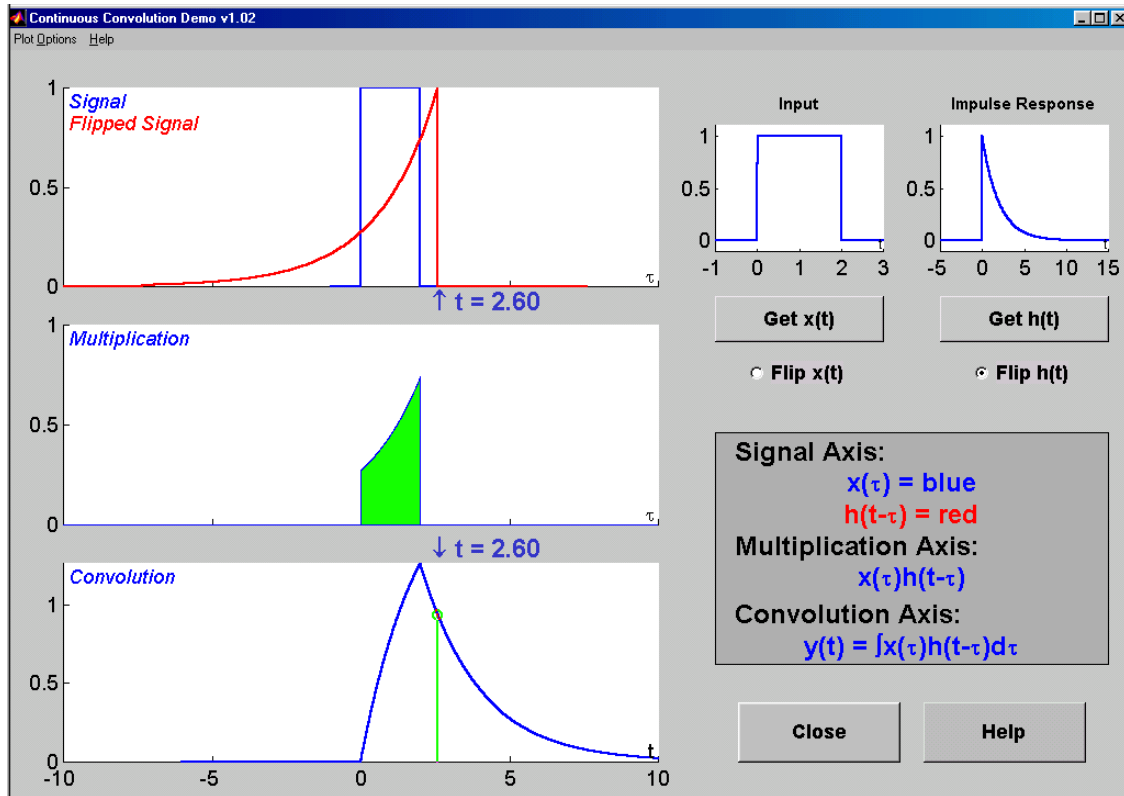 Continuous Convolution Demo v1.02
Plot Options Help
Signal
Flipped Signal
1
0.5
0
τ
↑ t = 2.60
Multiplication
1
0.5
0
τ
↓ t = 2.60
Convolution
1
0.5
0
t
-10 -5 0 5 10
Input
1
0.5
0
τ
-1 0 1 2 3
Impulse Response
1
0.5
0
τ
-5 0 5 10 15
Get x(t)
Get h(t)
Flip x(t)
Flip h(t)
Signal Axis:
x(τ) = blue
h(t-τ) = red
Multiplication Axis:
x(τ)h(t-τ)
Convolution Axis:
y(t) = ∫x(τ)h(t-τ)dτ
Close
Help